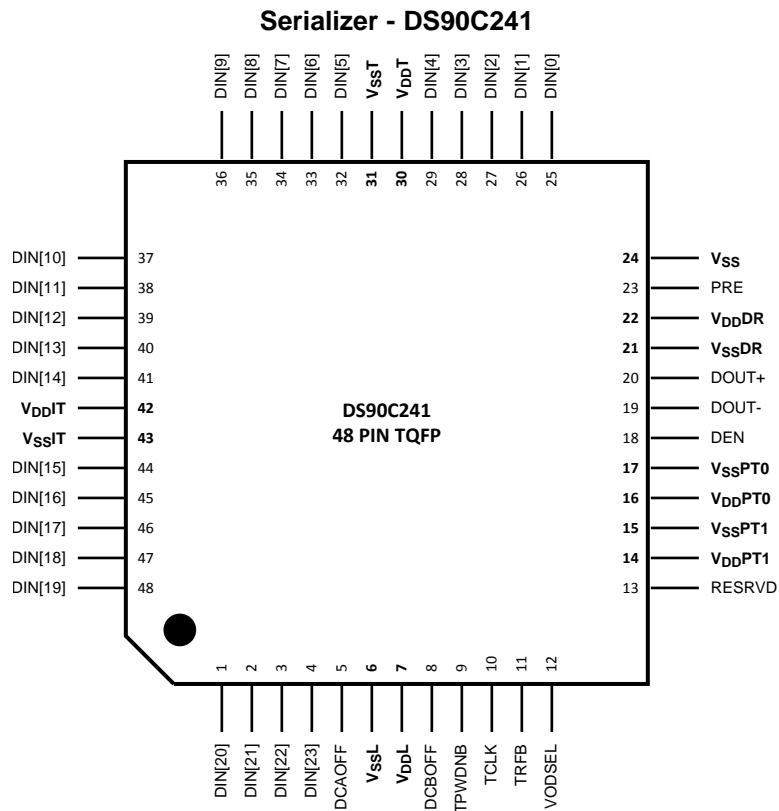 Serializer - DS90C241
DIN[9]
DIN[8]
DIN[7]
DIN[6]
DIN[5]
VSST
VDDT
DIN[4]
DIN[3]
DIN[2]
DIN[1]
DIN[0]
36
35
34
33
32
31
30
29
28
27
26
25
DIN[10] 37
DIN[11] 38
DIN[12] 39
DIN[13] 40
DIN[14] 41
VDDIT 42
VSSIT 43
DIN[15] 44
DIN[16] 45
DIN[17] 46
DIN[18] 47
DIN[19] 48
DS90C241
48 PIN TQFP
24 VSS
23 PRE
22 VDDDR
21 VSSDR
20 DOUT+
19 DOUT-
18 DEN
17 VSSPT0
16 VDDPT0
15 VSSPT1
14 VDDPT1
13 RESRVD
1
2
3
4
5
6
7
8
9
10
11
12
DIN[20]
DIN[21]
DIN[22]
DIN[23]
DCAOFF
VSSL
VDDL
DCBOFF
TPWDNB
TCLK
TRFB
VODSEL